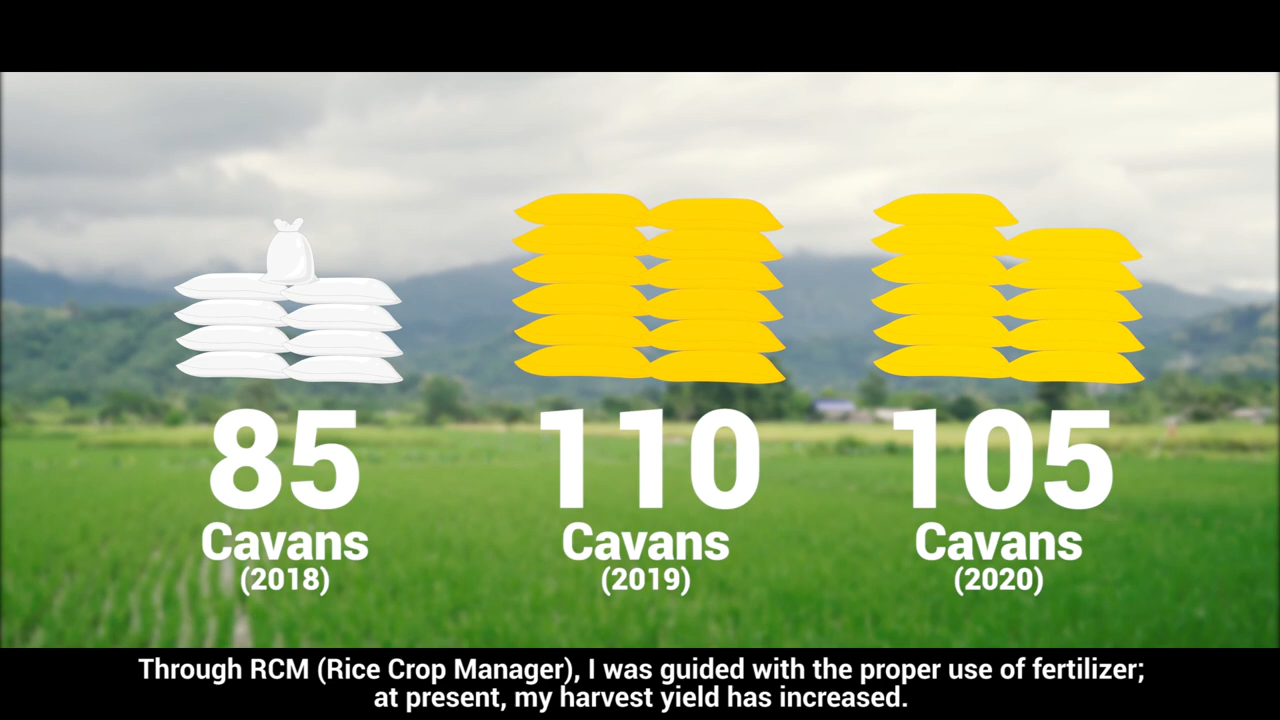 85 110 105
Cavans Cavans Cavans
(2018) (2019) (2020)
Through RCM (Rice Crop Manager), I was guided with the proper use of fertilizer;
at present, my harvest yield has increased.